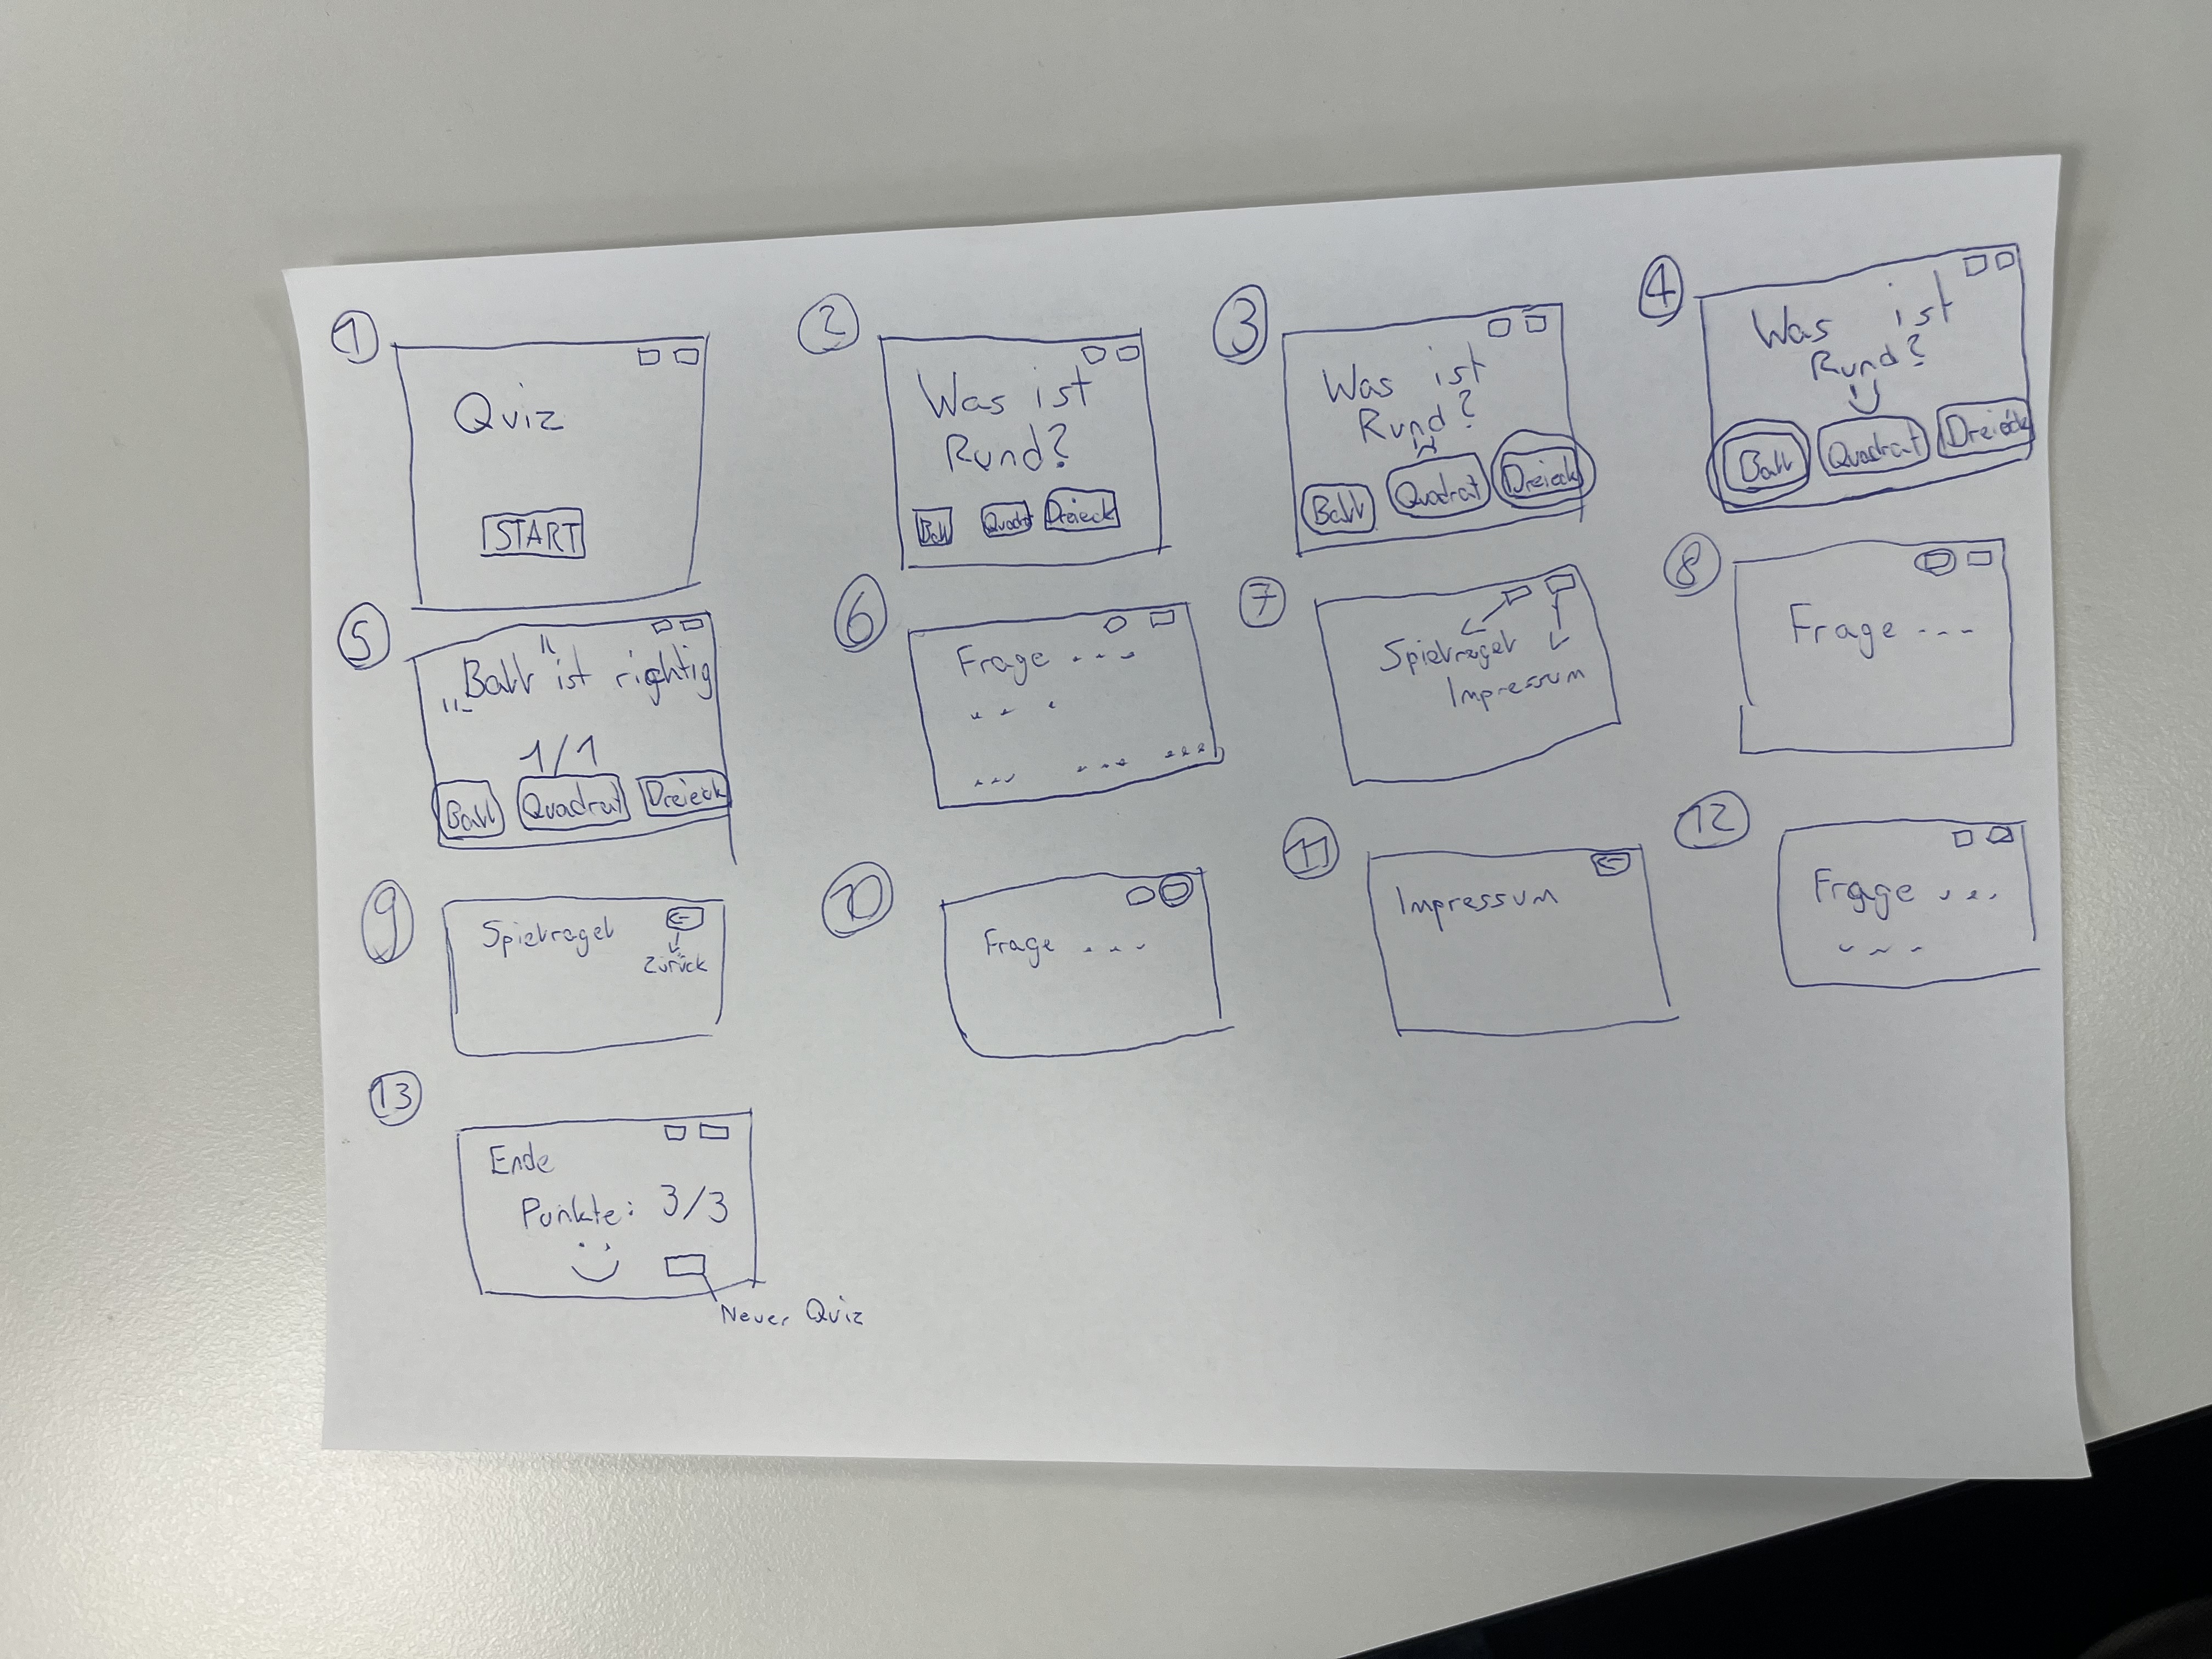 1
Quiz
START
2
Was ist
Rund?
Ball
Quadrat
Dreieck
3
Was ist
Rund?
Ball
Quadrat
Dreieck
4
Was ist
Rund?
Ball
Quadrat
Dreieck
5
"Ball" ist rightig
1/1
Ball
Quadrat
Dreieck
6
Frage ...
...
... ... ...
7
Spielregel
Impressum
8
Frage ...
9
←
Spielregel
zurück
10
Frage ...
11
←
Impressum
12
Frage ...
...
13
Ende
Punkte: 3/3
:)
Neuer Quiz